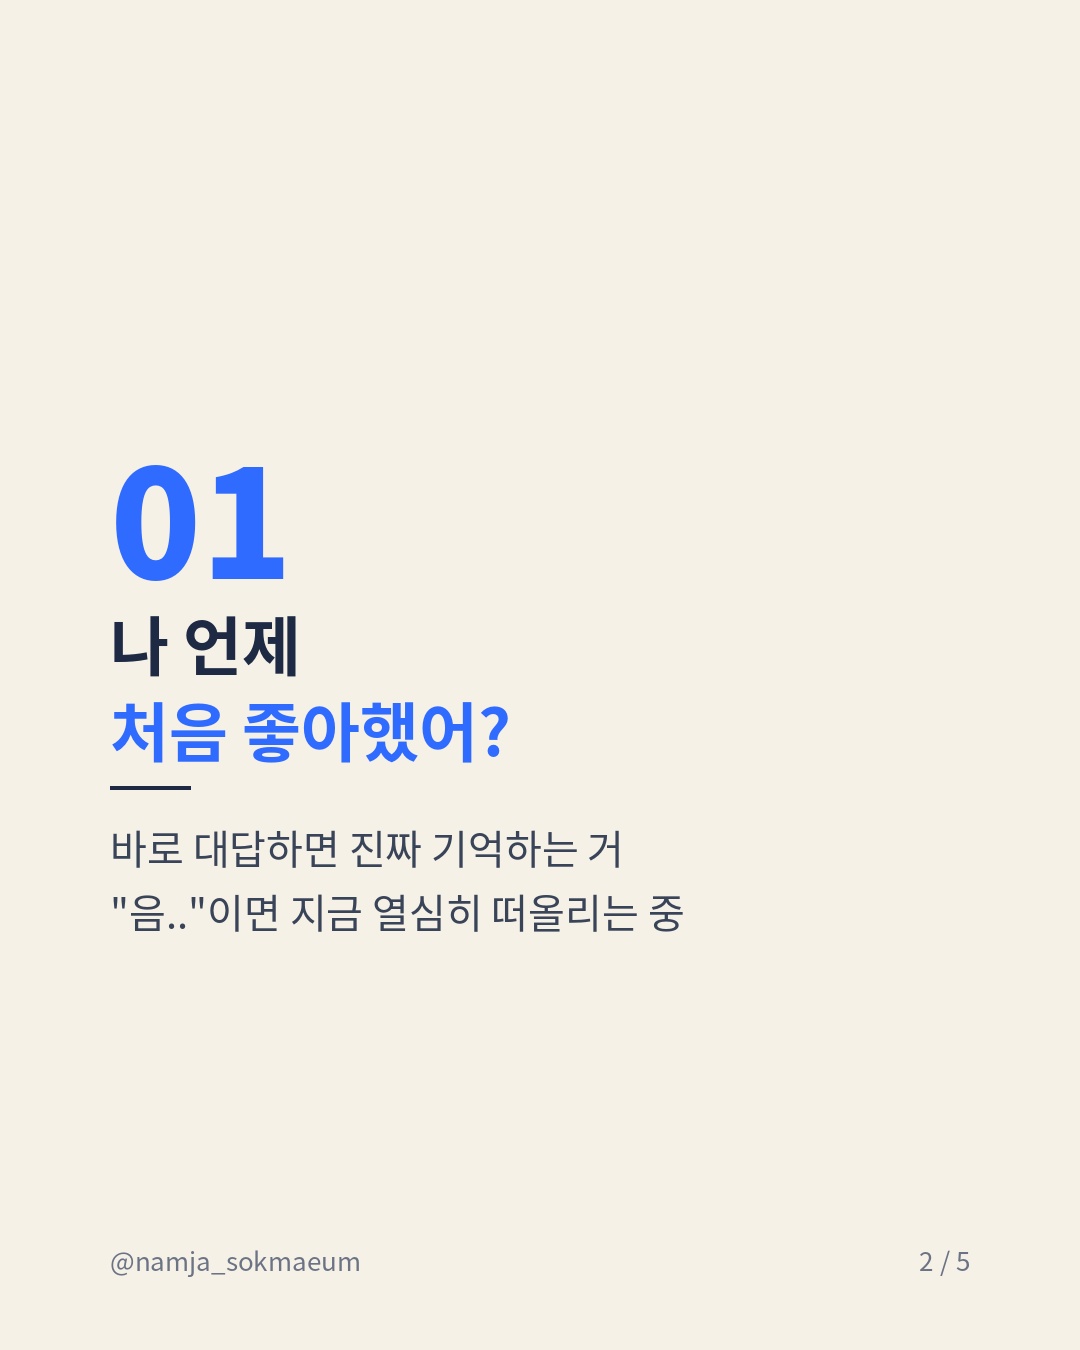 01
나 언제
처음 좋아했어?
바로 대답하면 진짜 기억하는 거
"음.."이면 지금 열심히 떠올리는 중
@namja_sokmaeum
2 / 5